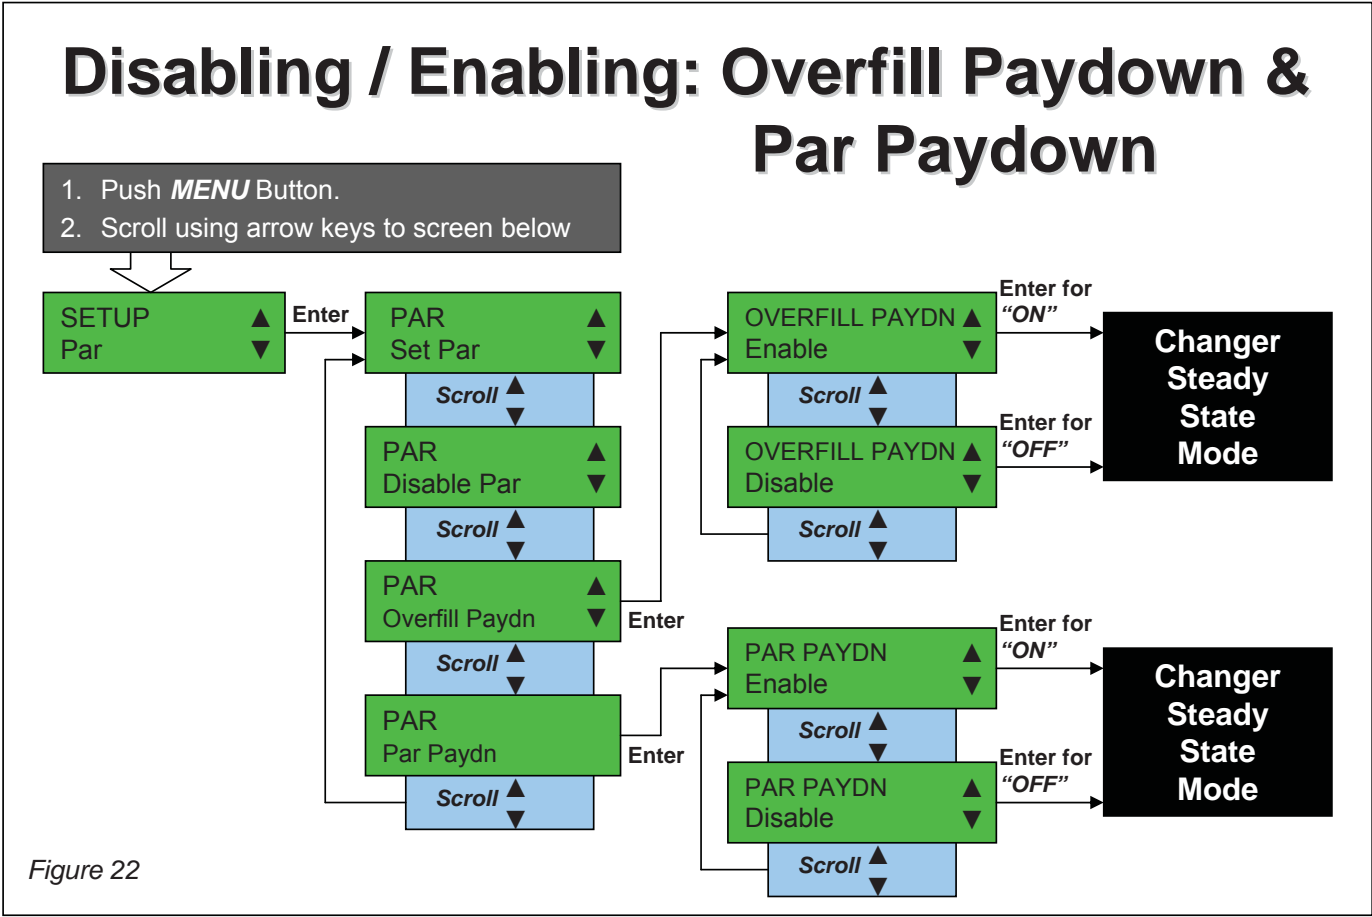 Disabling / Enabling: Overfill Paydown &
Par Paydown
1. Push MENU Button.
2. Scroll using arrow keys to screen below
SETUP ▲
Par ▼
Enter
PAR ▲
Set Par ▼
Scroll ▲
▼
PAR ▲
Disable Par ▼
Scroll ▲
▼
PAR ▲
Overfill Paydn ▼
Enter
Scroll ▲
▼
PAR
Par Paydn
Enter
Scroll ▲
▼
OVERFILL PAYDN ▲
Enable ▼
Enter for
“ON”
Scroll ▲
▼
OVERFILL PAYDN ▲
Disable ▼
Enter for
“OFF”
Scroll ▲
▼
Changer
Steady
State
Mode
PAR PAYDN ▲
Enable ▼
Enter for
“ON”
Scroll ▲
▼
PAR PAYDN ▲
Disable ▼
Enter for
“OFF”
Scroll ▲
▼
Changer
Steady
State
Mode
Figure 22